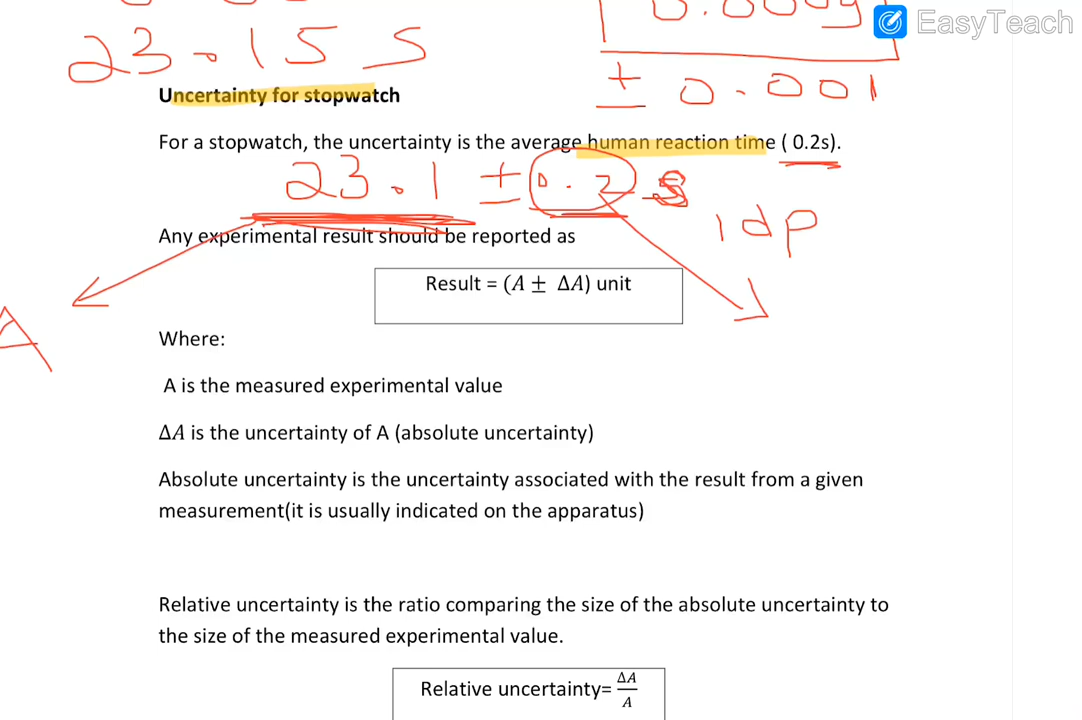 EasyTeach
23.15 s
± 0.001
Uncertainty for stopwatch
For a stopwatch, the uncertainty is the average human reaction time ( 0.2s).
23.1 ± 0.2 s
1dp
Any experimental result should be reported as
Result = (A ± ΔA) unit
A
Where:
A is the measured experimental value
ΔA is the uncertainty of A (absolute uncertainty)
Absolute uncertainty is the uncertainty associated with the result from a given
measurement(it is usually indicated on the apparatus)
Relative uncertainty is the ratio comparing the size of the absolute uncertainty to
the size of the measured experimental value.
Relative uncertainty= ΔA/A